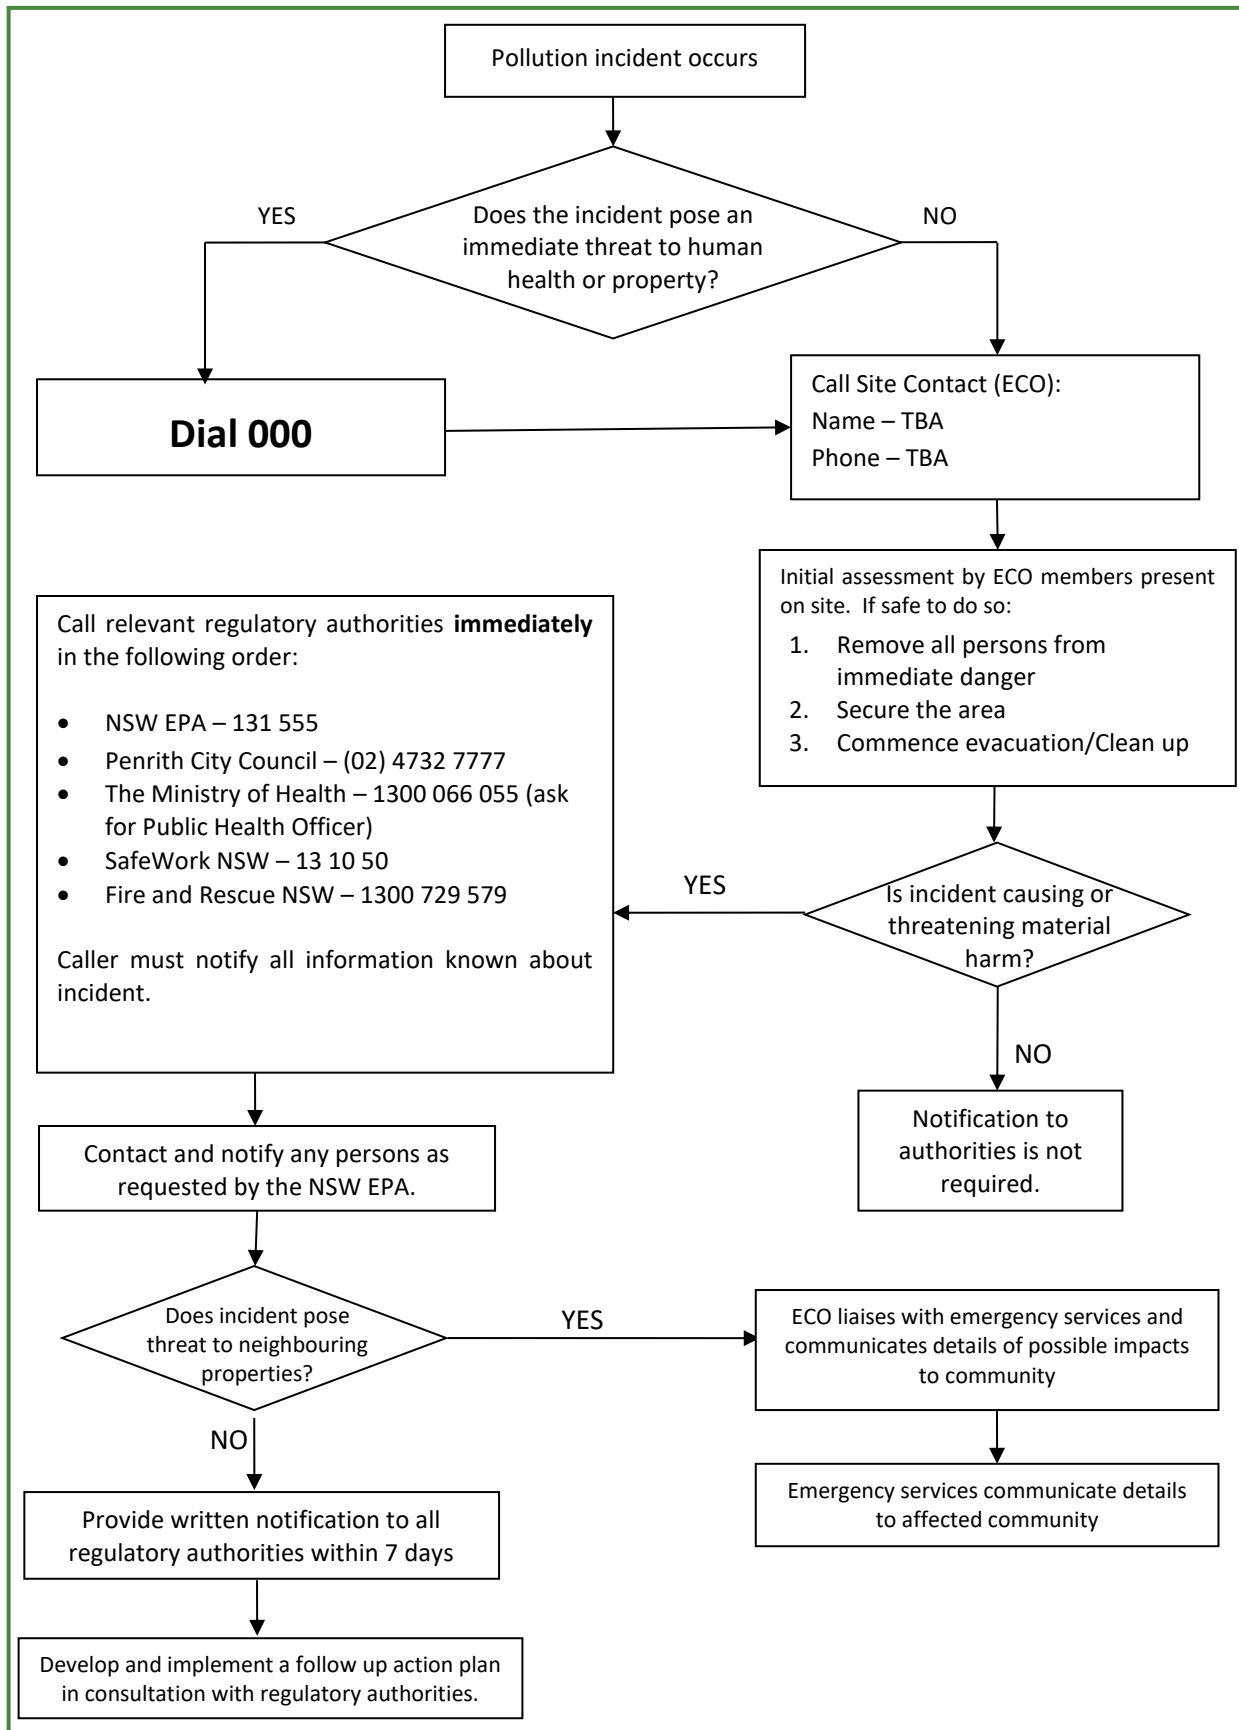 Pollution incident occurs
YES
NO
Does the incident pose an
immediate threat to human
health or property?
Dial 000
Call Site Contact (ECO):
Name – TBA
Phone – TBA
Initial assessment by ECO members present
on site. If safe to do so:
1. Remove all persons from
immediate danger
2. Secure the area
3. Commence evacuation/Clean up
Call relevant regulatory authorities immediately
in the following order:
• NSW EPA – 131 555
• Penrith City Council – (02) 4732 7777
• The Ministry of Health – 1300 066 055 (ask
for Public Health Officer)
• SafeWork NSW – 13 10 50
• Fire and Rescue NSW – 1300 729 579
Caller must notify all information known about
incident.
YES
Is incident causing or
threatening material
harm?
NO
Notification to
authorities is not
required.
Contact and notify any persons as
requested by the NSW EPA.
Does incident pose
threat to neighbouring
properties?
YES
ECO liaises with emergency services and
communicates details of possible impacts
to community
NO
Emergency services communicate details
to affected community
Provide written notification to all
regulatory authorities within 7 days
Develop and implement a follow up action plan
in consultation with regulatory authorities.